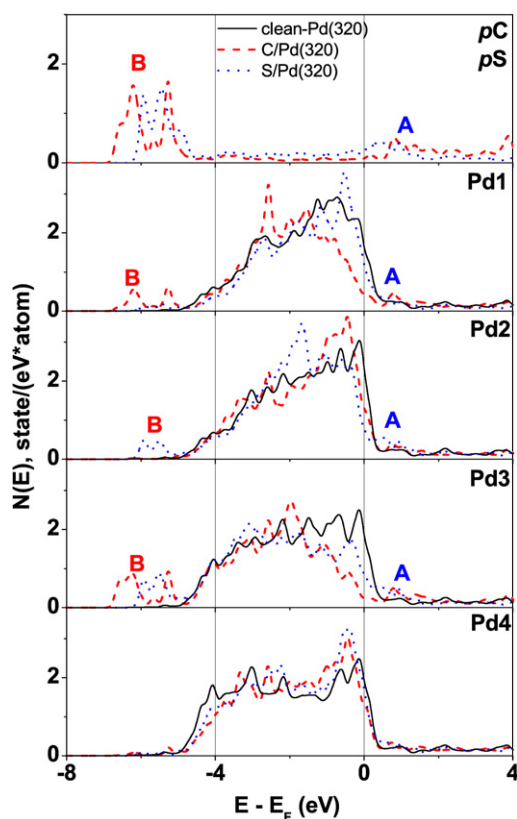 clean-Pd(320)
C/Pd(320)
S/Pd(320)
pC
pS
B
A
2
0
Pd1
B
A
2
0
Pd2
B
A
2
0
Pd3
B
A
2
0
Pd4
2
0
N(E), state/(eV*atom)
-8 -4 0 4
E - E_F (eV)